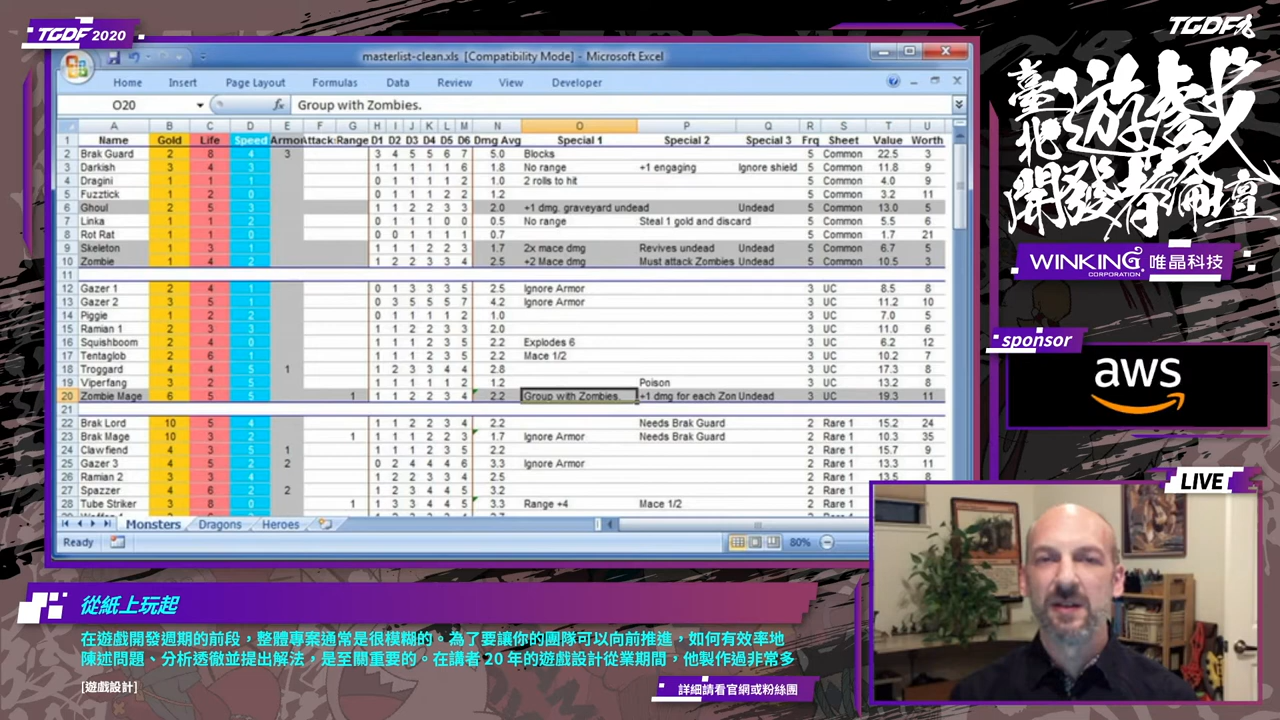 TGDF 2020
masterlist-clean.xls [Compatibility Mode] - Microsoft Excel
Home Insert Page Layout Formulas Data Review View Developer
O20 fx Group with Zombies.
A B C D E F G H I J K L M N O P Q R S T U
1 Name Gold Life Speed Armor Attack Range D1 D2 D3 D4 D5 D6 Dmg Avg Special 1 Special 2 Special 3 Frq Sheet Value Worth
2 Brak Guard 2 8 4 3 3 4 5 5 6 7 5.0 Blocks 5 Common 22.5 3
3 Darkish 3 4 3 1 1 1 1 1 6 1.8 No range +1 engaging Ignore shield 5 Common 11.8 9
4 Dragini 1 1 1 0 1 1 1 1 2 1.0 2 rolls to hit 5 Common 4.0 9
5 Fuzztick 1 2 0 0 1 1 1 2 2 1.2 5 Common 3.2 11
6 Ghoul 2 5 3 1 1 2 2 3 3 2.0 +1 dmg. graveyard undead Undead 5 Common 13.0 5
7 Linka 1 1 2 0 1 1 1 0 0 0.5 No range Steal 1 gold and discard 5 Common 5.5 6
8 Rot Rat 1 1 0 0 0 1 1 1 1 0.7 5 Common 1.7 21
9 Skeleton 1 3 1 1 1 1 2 2 3 1.7 2x mace dmg Revives undead Undead 5 Common 6.7 5
10 Zombie 1 4 2 1 2 2 3 3 4 2.5 +2 Mace dmg Must attack Zombies Undead 5 Common 10.5 3
11
12 Gazer 1 2 4 1 0 1 3 3 3 5 2.5 Ignore Armor 3 UC 8.5 8
13 Gazer 2 3 5 1 0 3 5 5 5 7 4.2 Ignore Armor 3 UC 11.2 10
14 Piggie 1 2 2 0 1 1 1 1 2 1.0 3 UC 7.0 5
15 Ramian 1 2 3 3 1 1 2 2 3 3 2.0 3 UC 11.0 6
16 Squishboom 2 4 0 1 1 1 2 3 5 2.2 Explodes 6 3 UC 6.2 12
17 Tentaglob 2 6 1 1 1 1 2 3 5 2.2 Mace 1/2 3 UC 10.2 7
18 Troggard 4 4 5 1 1 2 3 3 4 4 2.8 3 UC 17.3 8
19 Viperfang 3 2 5 1 1 1 1 1 2 1.2 Poison 3 UC 13.2 8
20 Zombie Mage 6 5 5 1 1 1 2 2 3 4 2.2 Group with Zombies. +1 dmg for each Zom Undead 3 UC 19.3 11
21
22 Brak Lord 10 5 4 1 1 2 2 3 4 2.2 Needs Brak Guard 2 Rare 1 15.2 24
23 Brak Mage 10 3 2 1 1 1 1 2 2 3 1.7 Ignore Armor Needs Brak Guard 2 Rare 1 10.3 35
24 Clawfiend 4 3 5 1 1 1 1 2 3 5 2.2 2 Rare 1 15.7 9
25 Gazer 3 4 5 2 2 0 2 4 4 4 6 3.3 Ignore Armor 2 Rare 1 13.3 11
26 Ramian 2 3 3 4 1 2 2 3 3 4 2.5 2 Rare 1 13.5 8
27 Spazzer 4 6 2 2 1 2 3 4 4 5 3.2 2 Rare 1
28 Tube Striker 3 8 0 1 1 3 3 4 4 5 3.3 Range +4 Mace 1/2 2 Rare 1
Monsters Dragons Heroes
Ready 80%
TGDF
臺北遊戲開發者論壇
WINKING CORPORATION 唯晶科技
sponsor
aws
LIVE
從紙上玩起
在遊戲開發週期的前段，整體專案通常是很模糊的。為了要讓你的團隊可以向前推進，如何有效率地
陳述問題、分析透徹並提出解法，是至關重要的。在講者 20 年的遊戲設計從業期間，他製作過非常多
[遊戲設計]
詳細請看官網或粉絲團